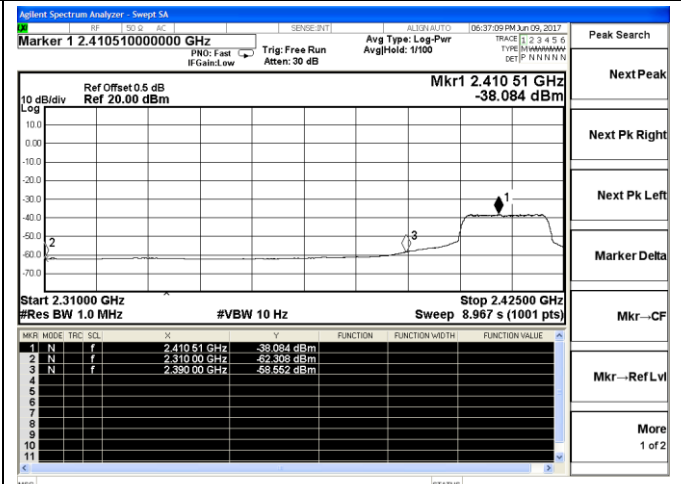 Agilent Spectrum Analyzer - Swept SA
RF 50 Ω AC SENSE:INT ALIGN AUTO 06:37:09 PM Jun 09, 2017
Marker 1 2.410510000000 GHz
PNO: Fast
IFGain:Low
Trig: Free Run
Atten: 30 dB
Avg Type: Log-Pwr
Avg|Hold: 1/100
TRACE 1 2 3 4 5 6
TYPE
DET P N N N N N
Peak Search
Ref Offset 0.5 dB
10 dB/div Ref 20.00 dBm
Log
Mkr1 2.410 51 GHz
-38.084 dBm
10.0
0.00
-10.0
-20.0
-30.0
-40.0
-50.0
-60.0
-70.0
1
2
3
Start 2.31000 GHz
#Res BW 1.0 MHz
#VBW 10 Hz
Stop 2.42500 GHz
Sweep 8.967 s (1001 pts)
MKR MODE TRC SCL X Y FUNCTION FUNCTION WIDTH FUNCTION VALUE
1 N f 2.410 51 GHz -38.084 dBm
2 N f 2.310 00 GHz -62.308 dBm
3 N f 2.390 00 GHz -58.552 dBm
4
5
6
7
8
9
10
11
Next Peak
Next Pk Right
Next Pk Left
Marker Delta
Mkr→CF
Mkr→Ref Lvl
More
1 of 2
MSG STATUS